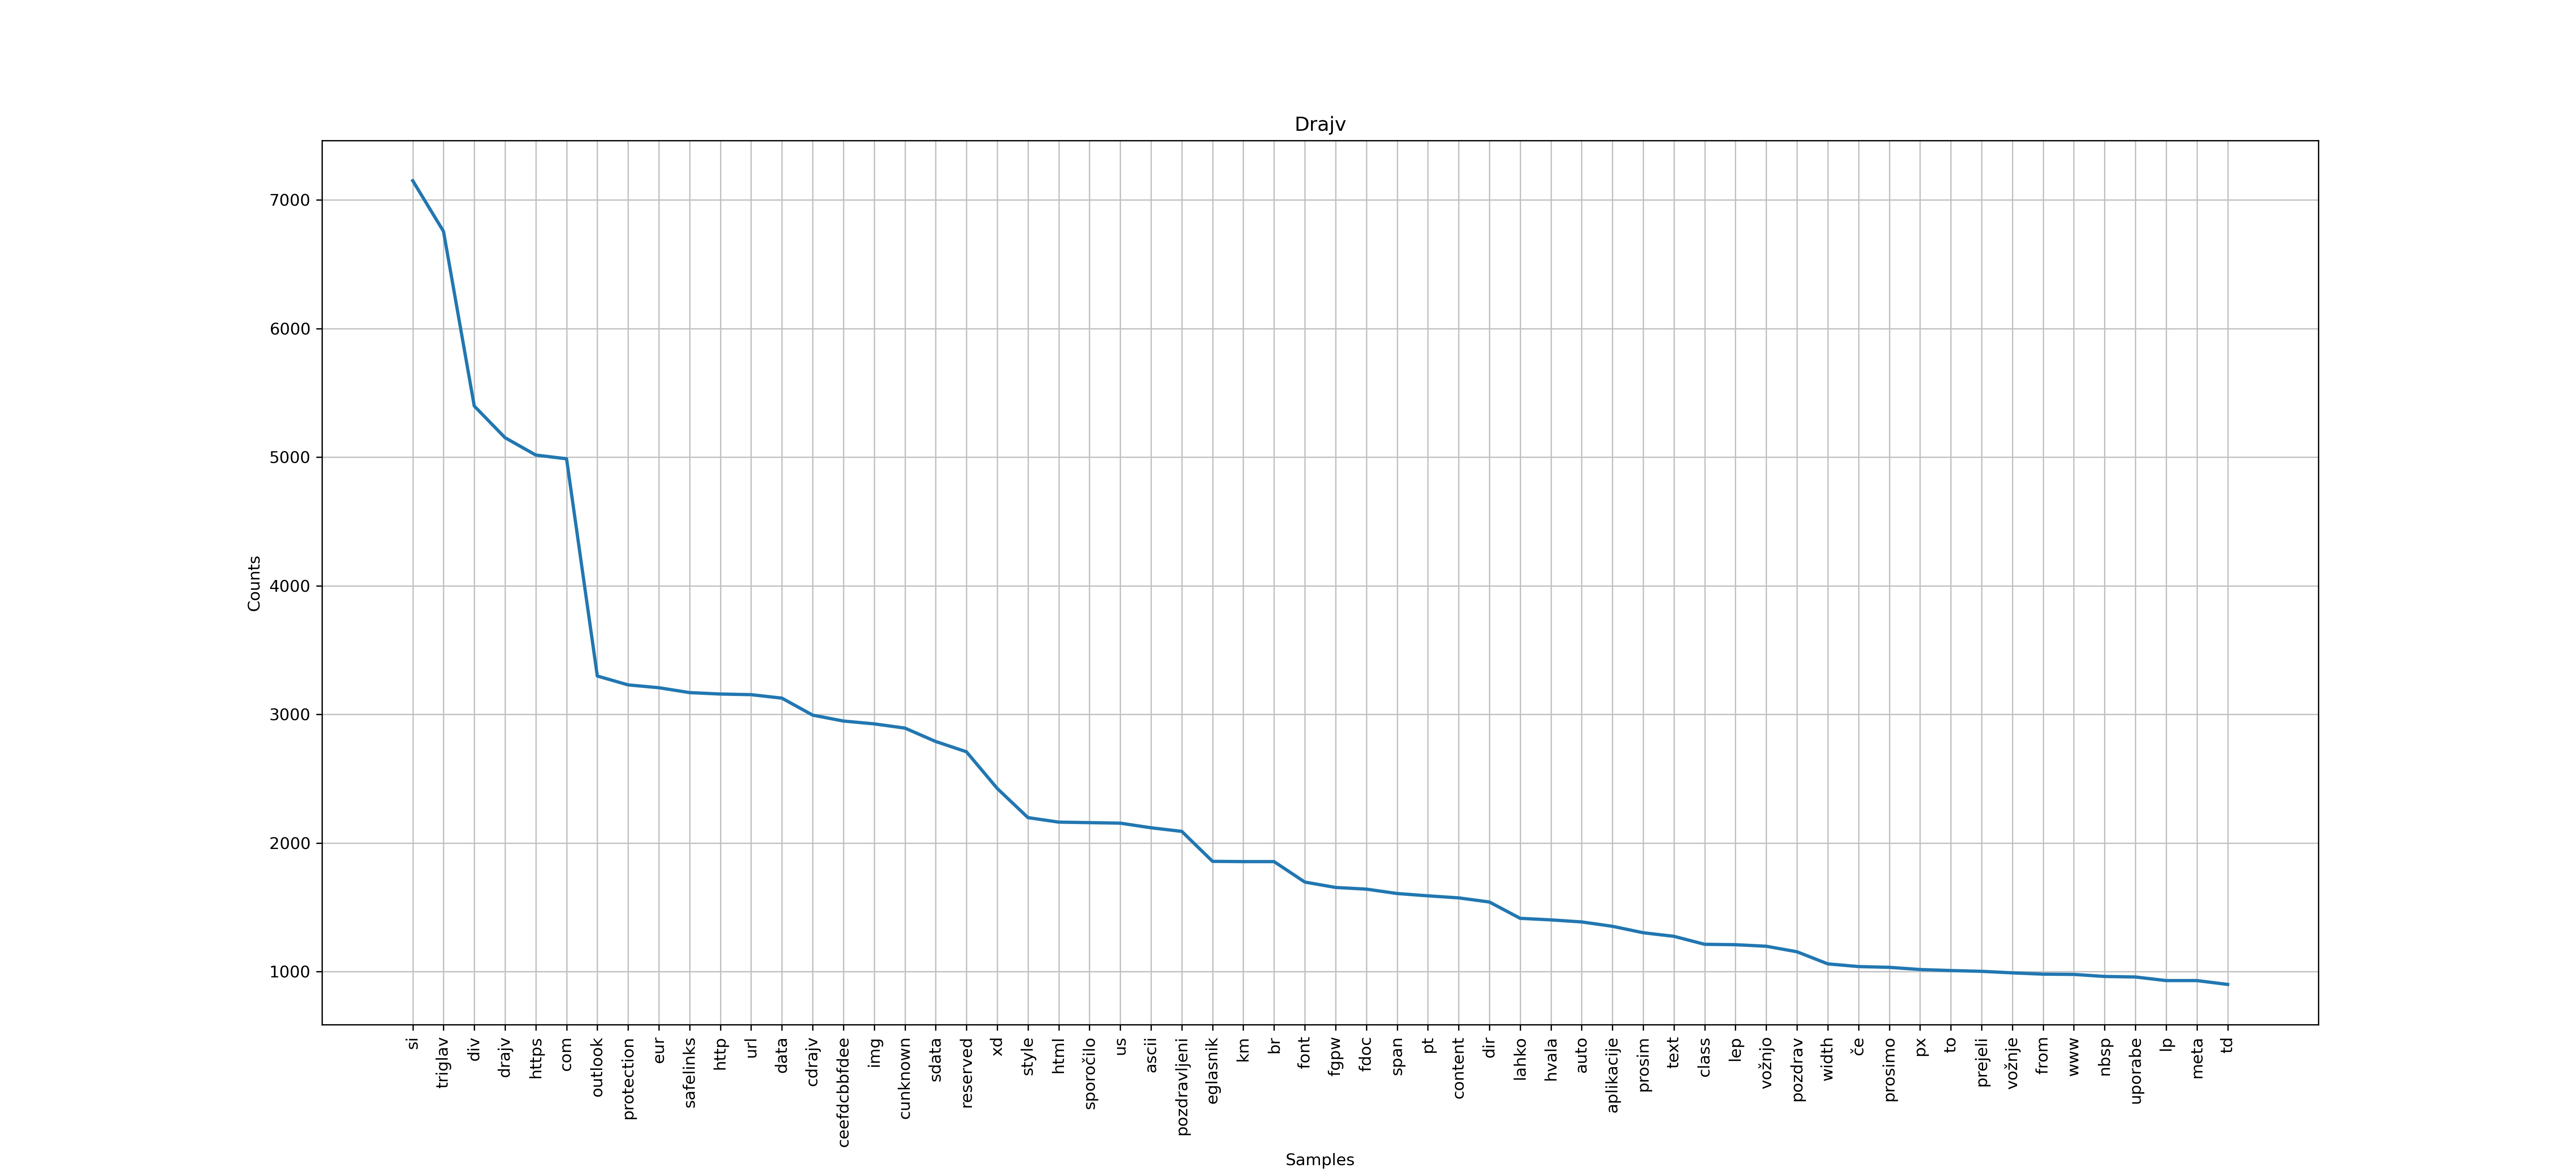 Drajv
7000
6000
5000
4000
3000
2000
1000
Counts
si
triglav
div
drajv
https
com
outlook
protection
eur
safelinks
http
url
data
cdrajv
ceefdcbbfdee
img
cunknown
sdata
reserved
xd
style
html
sporočilo
us
ascii
pozdravljeni
eglasnik
km
br
font
fgpw
fdoc
span
pt
content
dir
lahko
hvala
auto
aplikacije
prosim
text
class
lep
vožnjo
pozdrav
width
če
prosimo
px
to
prejeli
vožnje
from
www
nbsp
uporabe
lp
meta
td
Samples